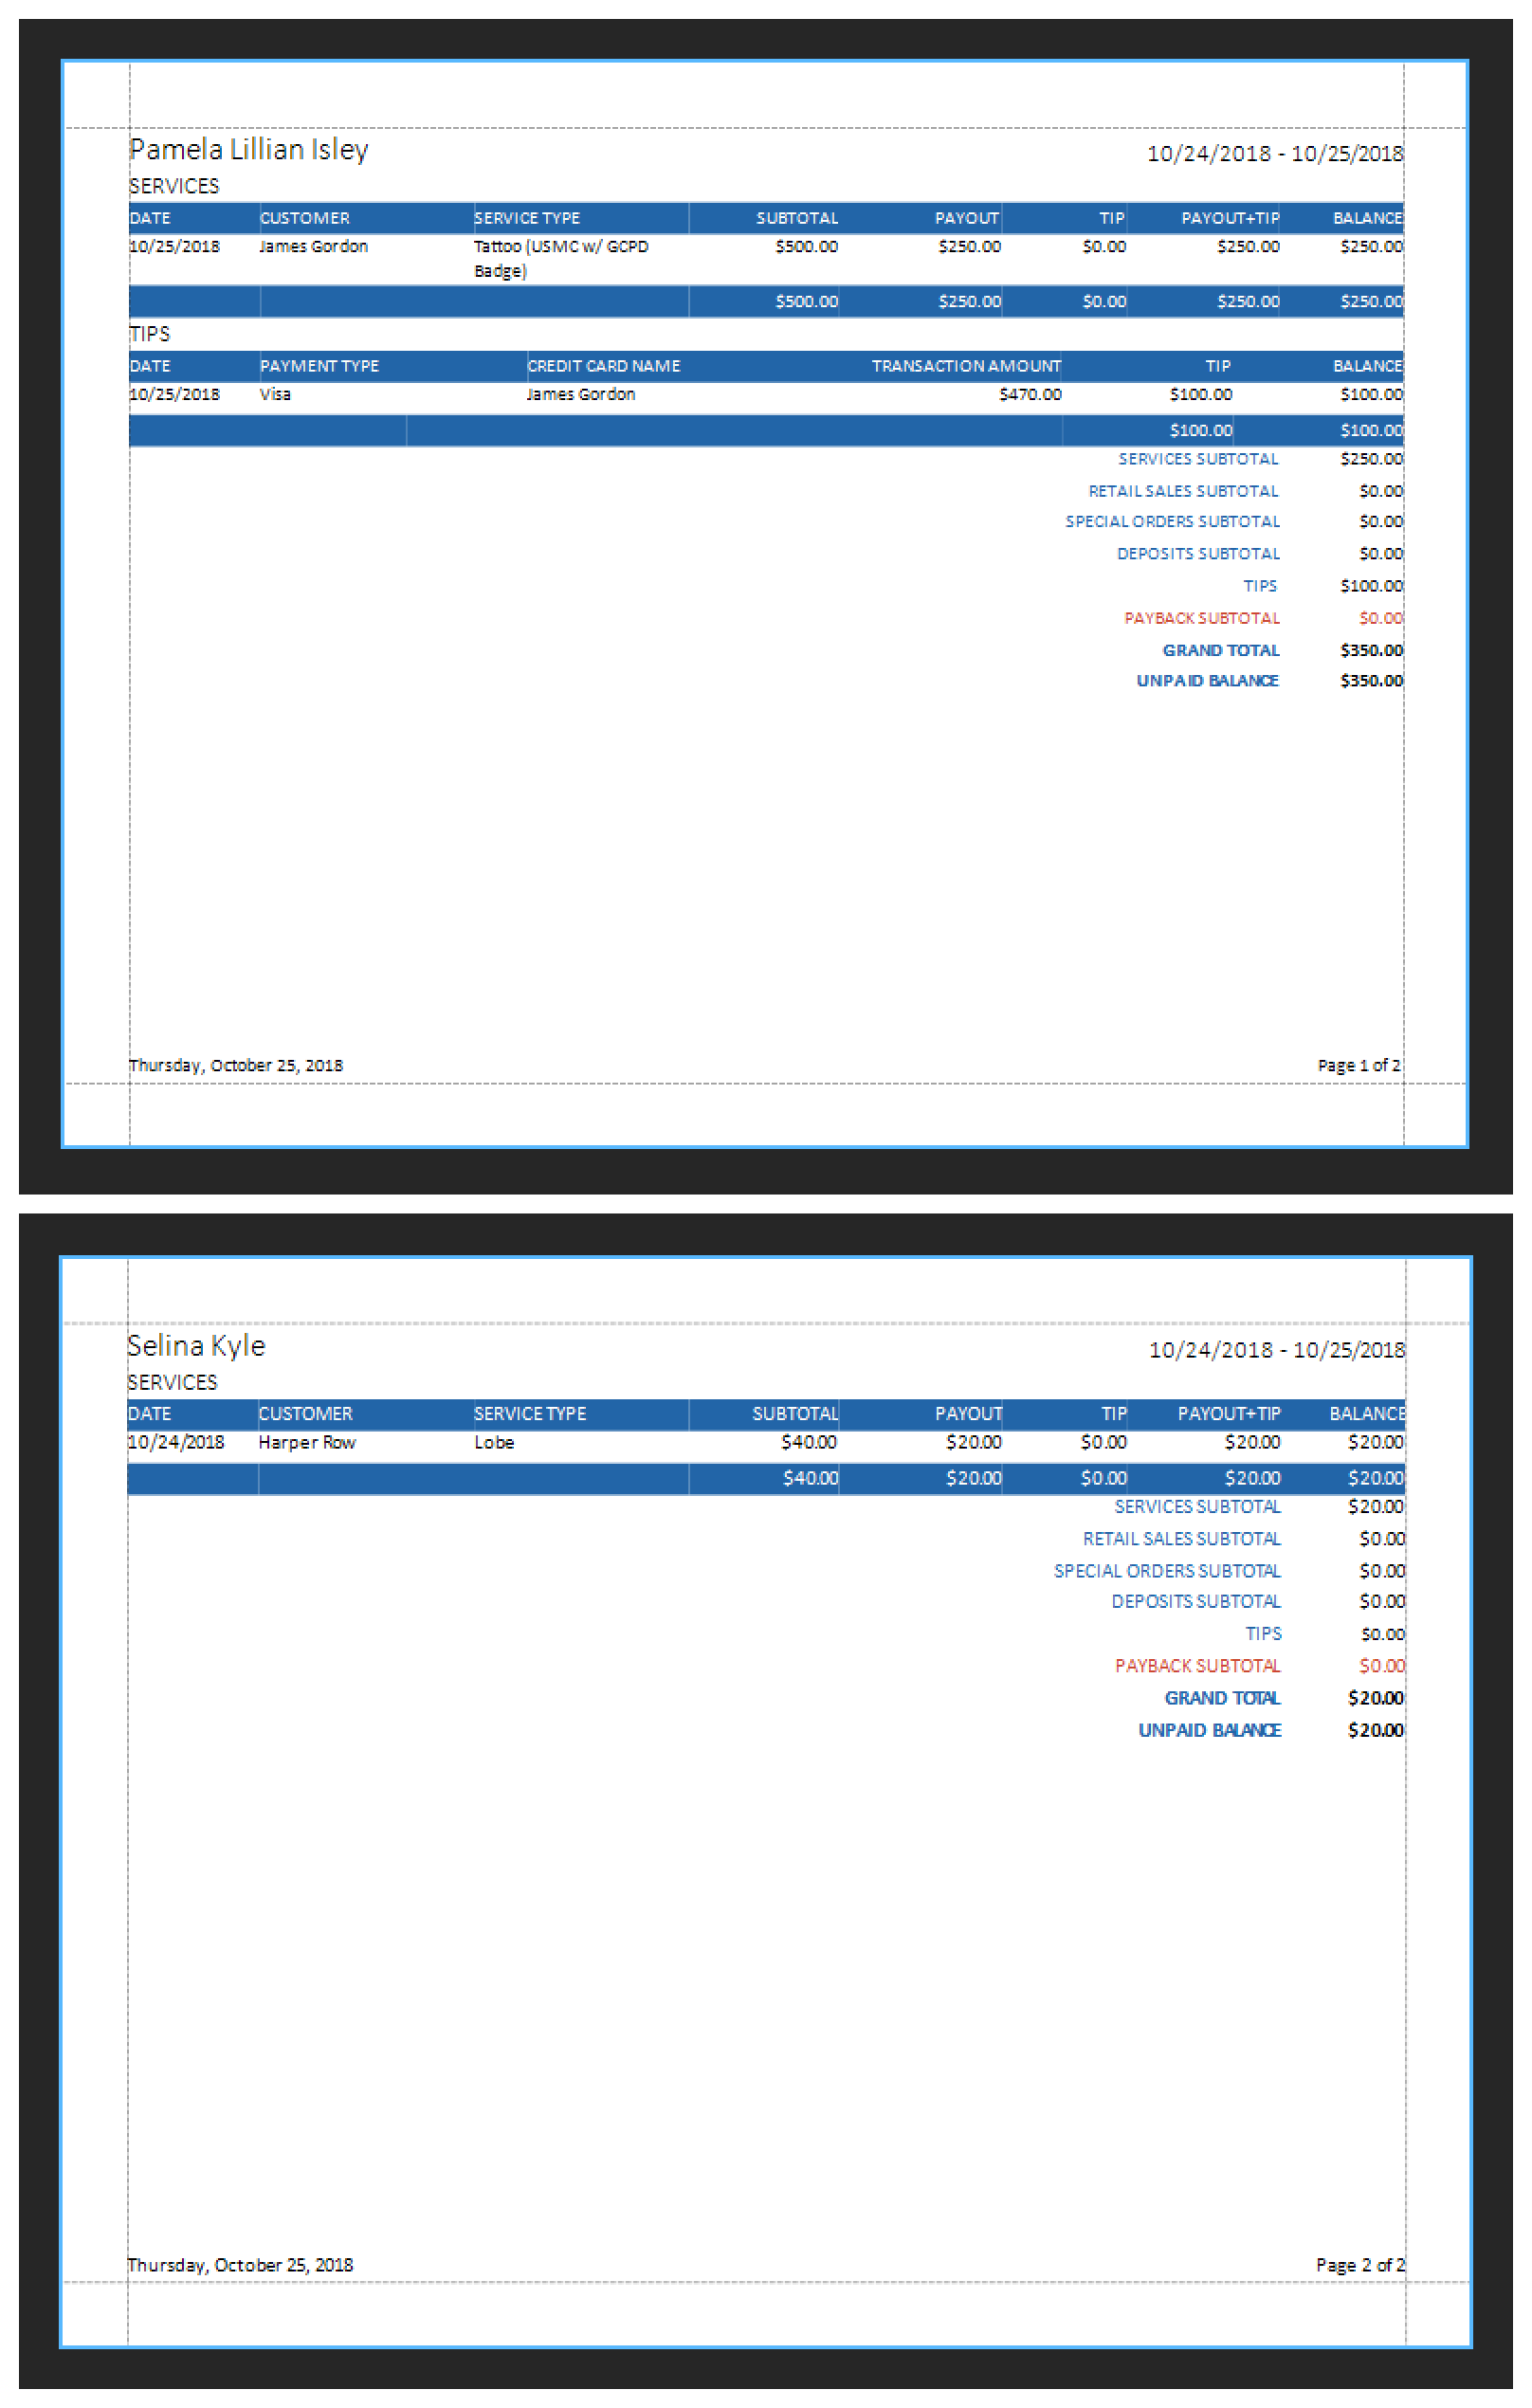 Pamela Lillian Isley 10/24/2018 - 10/25/2018
SERVICES
DATE CUSTOMER SERVICE TYPE SUBTOTAL PAYOUT TIP PAYOUT+TIP BALANCE
10/25/2018 James Gordon Tattoo (USMC w/ GCPD $500.00 $250.00 $0.00 $250.00 $250.00
Badge)
$500.00 $250.00 $0.00 $250.00 $250.00
TIPS
DATE PAYMENT TYPE CREDIT CARD NAME TRANSACTION AMOUNT TIP BALANCE
10/25/2018 Visa James Gordon $470.00 $100.00 $100.00
$100.00 $100.00
SERVICES SUBTOTAL $250.00
RETAIL SALES SUBTOTAL $0.00
SPECIAL ORDERS SUBTOTAL $0.00
DEPOSITS SUBTOTAL $0.00
TIPS $100.00
PAYBACK SUBTOTAL $0.00
GRAND TOTAL $350.00
UNPAID BALANCE $350.00
Thursday, October 25, 2018 Page 1 of 2
Selina Kyle 10/24/2018 - 10/25/2018
SERVICES
DATE CUSTOMER SERVICE TYPE SUBTOTAL PAYOUT TIP PAYOUT+TIP BALANCE
10/24/2018 Harper Row Lobe $40.00 $20.00 $0.00 $20.00 $20.00
$40.00 $20.00 $0.00 $20.00 $20.00
SERVICES SUBTOTAL $20.00
RETAIL SALES SUBTOTAL $0.00
SPECIAL ORDERS SUBTOTAL $0.00
DEPOSITS SUBTOTAL $0.00
TIPS $0.00
PAYBACK SUBTOTAL $0.00
GRAND TOTAL $20.00
UNPAID BALANCE $20.00
Thursday, October 25, 2018 Page 2 of 2